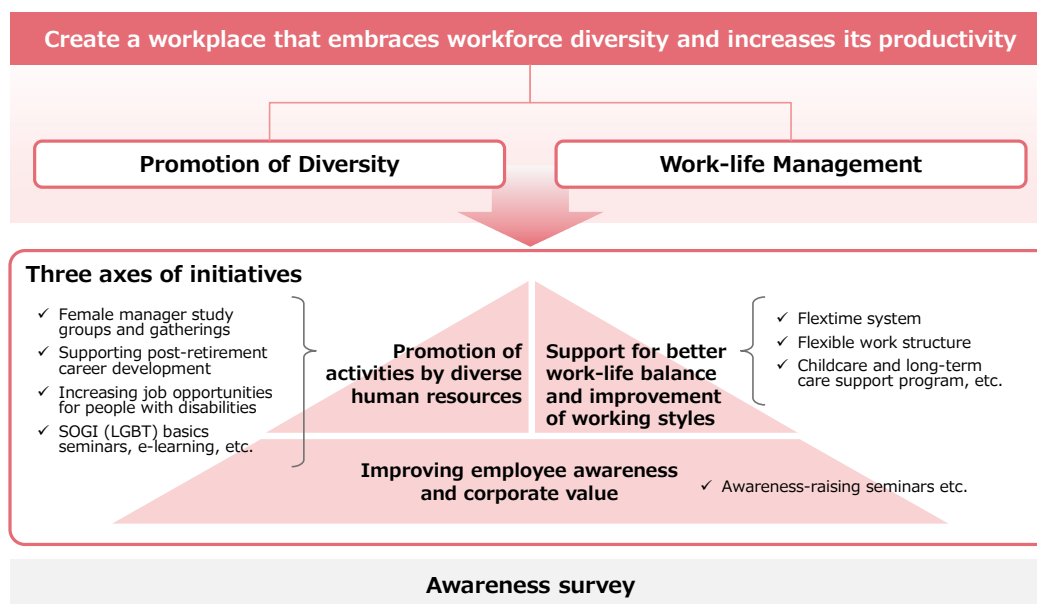 Create a workplace that embraces workforce diversity and increases its productivity
Promotion of Diversity
Work-life Management
Three axes of initiatives
✓ Female manager study
groups and gatherings
✓ Supporting post-retirement
career development
✓ Increasing job opportunities
for people with disabilities
✓ SOGI (LGBT) basics
seminars, e-learning, etc.
Promotion of
activities by diverse
human resources
Support for better
work-life balance
and improvement
of working styles
✓ Flextime system
✓ Flexible work structure
✓ Childcare and long-term
care support program, etc.
Improving employee awareness
and corporate value
✓ Awareness-raising seminars etc.
Awareness survey